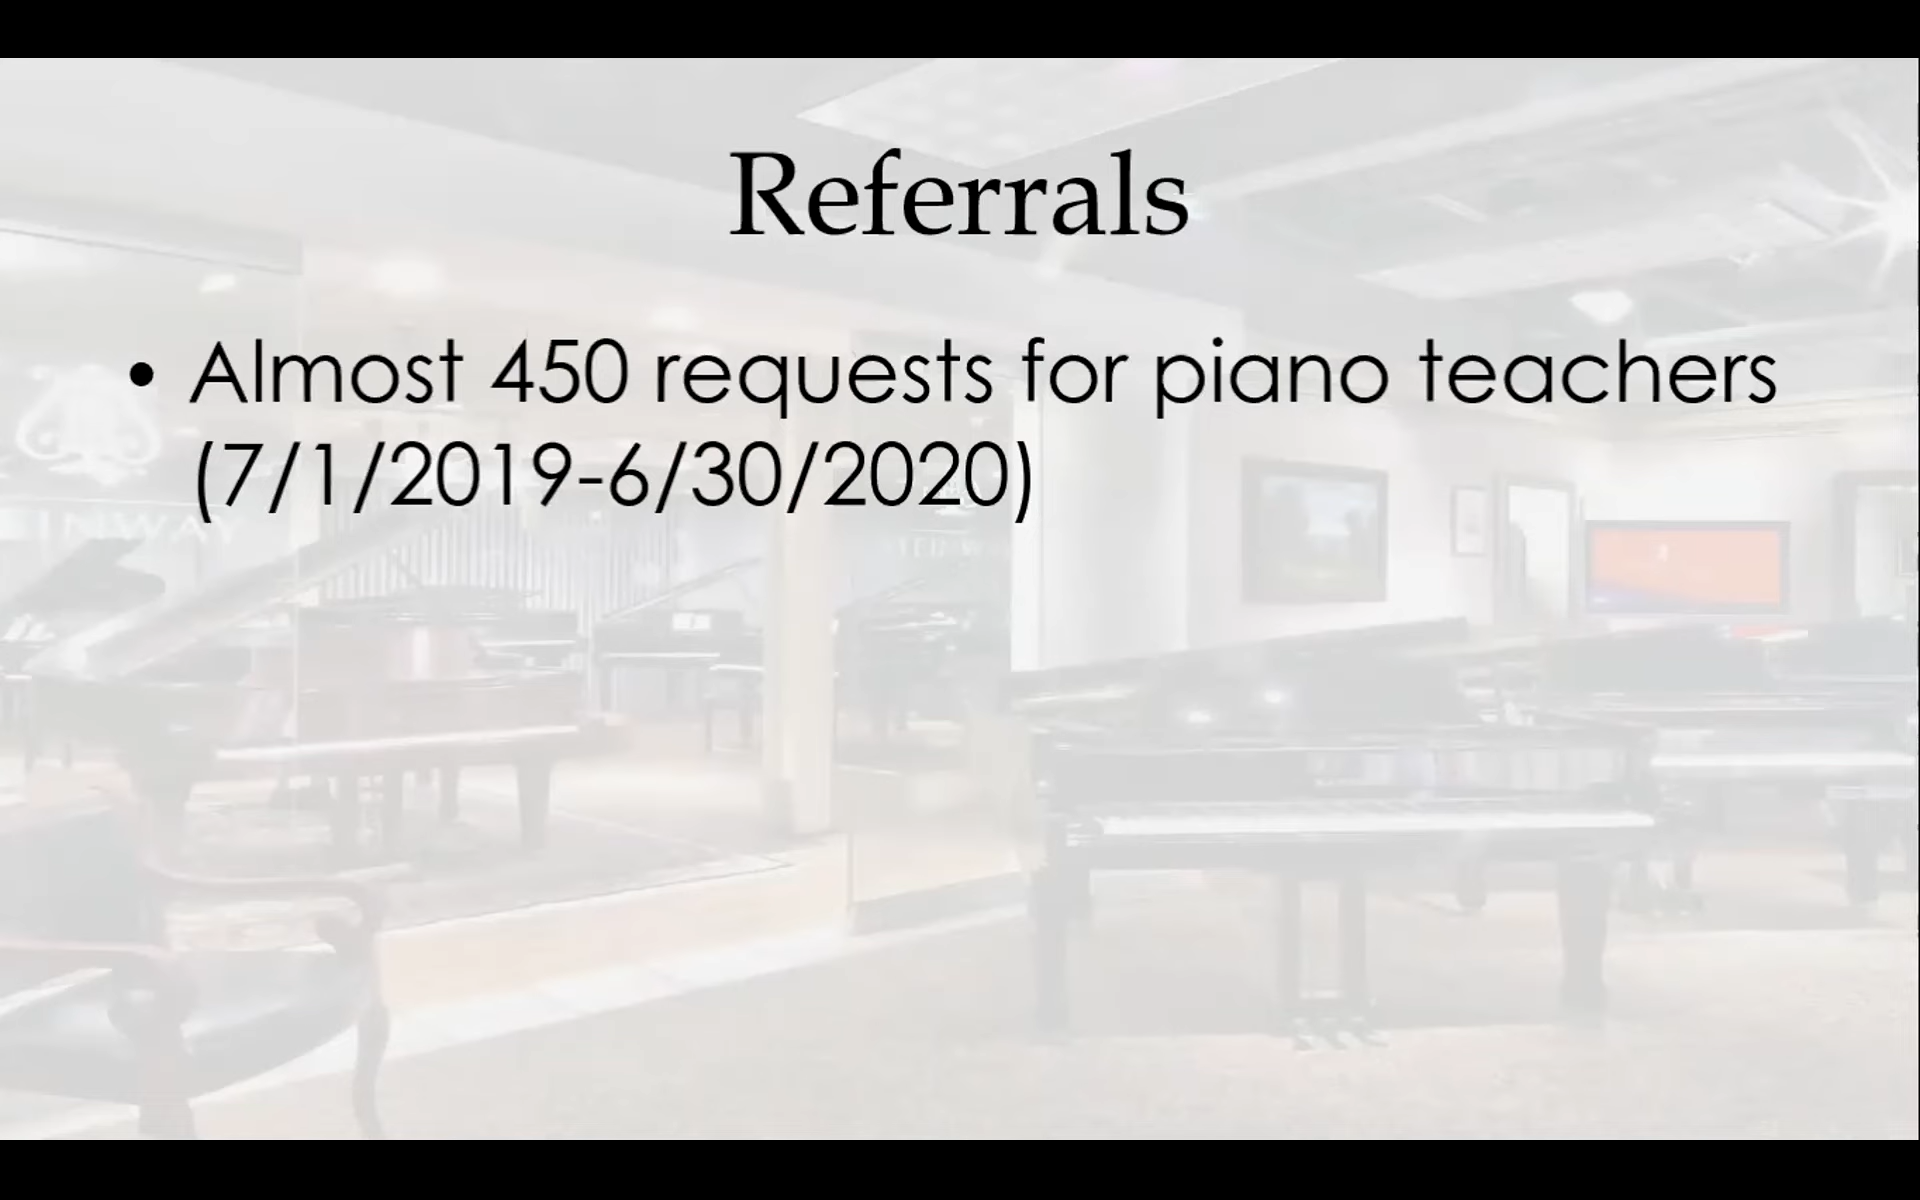 Referrals
• Almost 450 requests for piano teachers
(7/1/2019-6/30/2020)